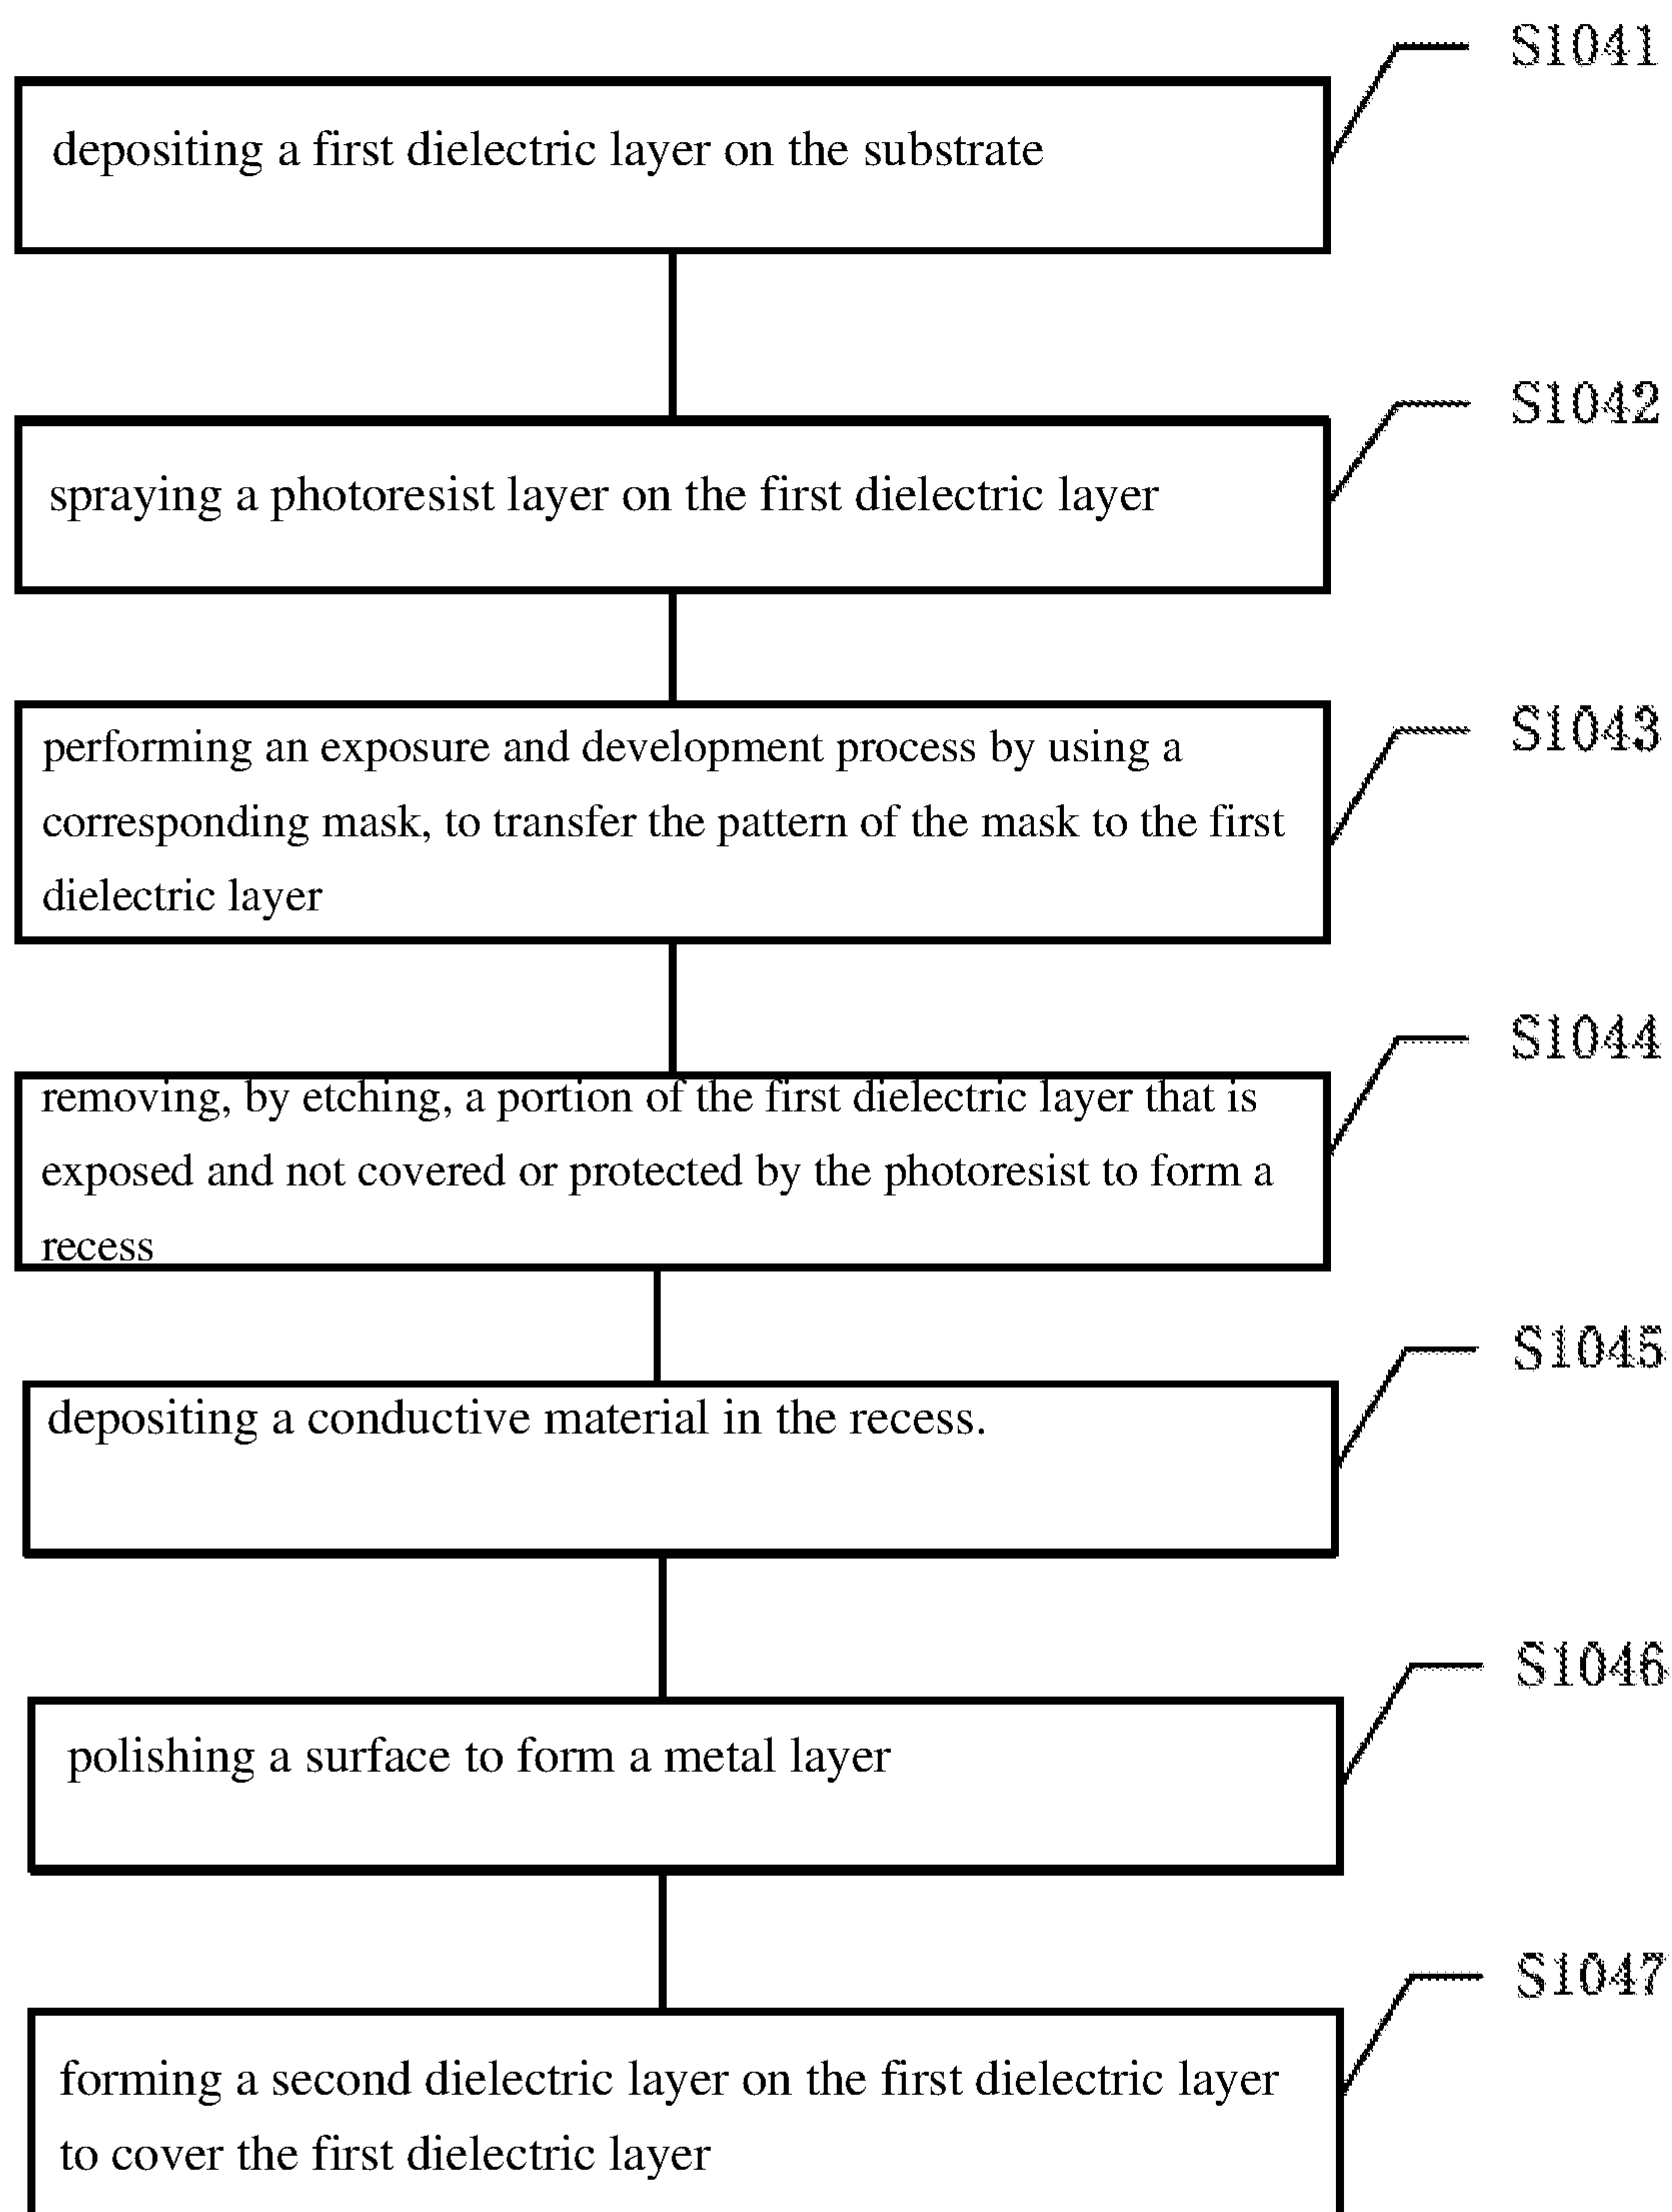 S1041
depositing a first dielectric layer on the substrate
S1042
spraying a photoresist layer on the first dielectric layer
S1043
performing an exposure and development process by using a
corresponding mask, to transfer the pattern of the mask to the first
dielectric layer
S1044
removing, by etching, a portion of the first dielectric layer that is
exposed and not covered or protected by the photoresist to form a
recess
S1045
depositing a conductive material in the recess.
S1046
polishing a surface to form a metal layer
S1047
forming a second dielectric layer on the first dielectric layer
to cover the first dielectric layer